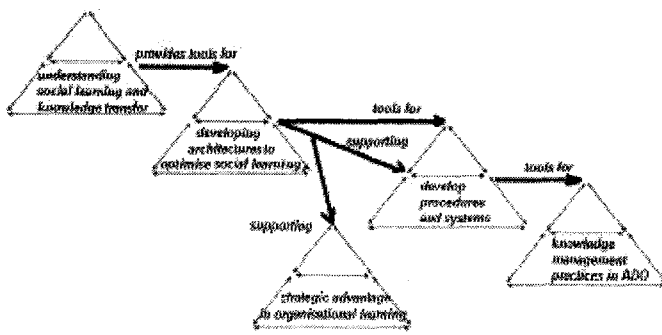 provides tools for
understanding
social learning and
knowledge transfer
tools for
developing
architectures to
optimise social learning
supporting
tools for
develop
procedures
and systems
supporting
knowledge
management
practices in ADO
strategic advantage
in organisational learning